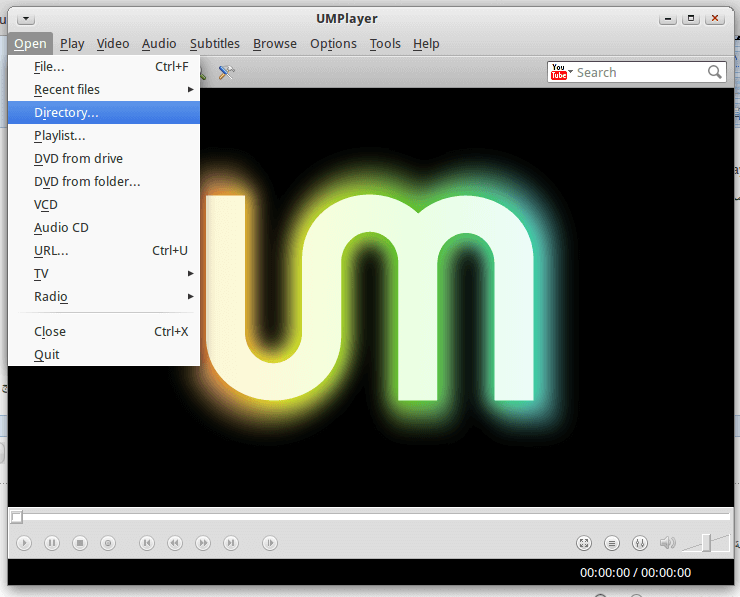 UMPlayer
Open Play Video Audio Subtitles Browse Options Tools Help
File... Ctrl+F
Recent files
Directory...
Playlist...
DVD from drive
DVD from folder...
VCD
Audio CD
URL... Ctrl+U
TV
Radio
Close Ctrl+X
Quit
You Tube Search
um
00:00:00 / 00:00:00